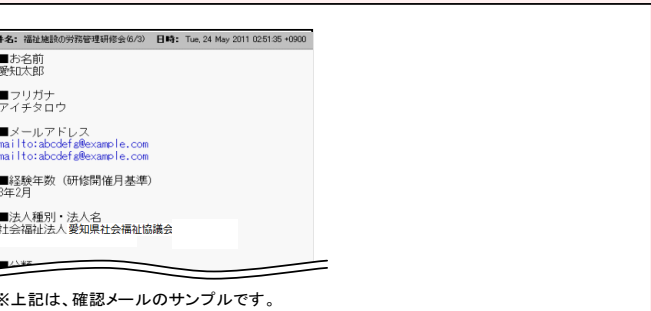 件名: 福祉施設の労務管理研修会(6/3) 日時: Tue, 24 May 2011 02:51:35 +0900
■お名前
愛知太郎
■フリガナ
アイチタロウ
■メールアドレス
mailto:abcdefg@example.com
mailto:abcdefg@example.com
■経験年数（研修開催月基準）
3年2月
■法人種別・法人名
社会福祉法人 愛知県社会福祉協議会
※上記は、確認メールのサンプルです。